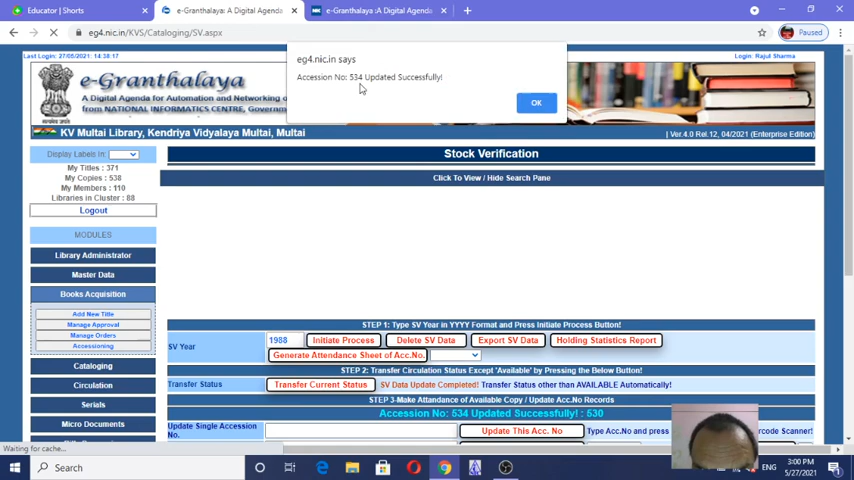 Educator | Shorts
e-Granthalaya: A Digital Agenda
e-Granthalaya :A Digital Agenda
eg4.nic.in/KVS/Cataloging/SV.aspx
Paused
Last Login: 27/05/2021 14:38:17
Login: Rajul Sharma
eg4.nic.in says
Accession No: 534 Updated Successfully!
OK
e-Granthalaya
A Digital Agenda for Automation and Networking of
from NATIONAL INFORMATICS CENTRE, Governm
KV Multai Library, Kendriya Vidyalaya Multai, Multai
| Ver.4.0 Rel.12, 04/2021 (Enterprise Edition)
Display Labels In:
Stock Verification
My Titles : 371
My Copies : 538
My Members : 110
Libraries in Cluster : 88
Click To View / Hide Search Pane
Logout
MODULES
Library Administrator
Master Data
Books Acquisition
Add New Title
Manage Approval
Manage Orders
Accessioning
Cataloging
Circulation
Serials
Micro Documents
STEP 1: Type SV Year in YYYY Format and Press Initiate Process Button!
SV Year
1988
Initiate Process
Delete SV Data
Export SV Data
Holding Statistics Report
Generate Attendance Sheet of Acc.No.
STEP 2: Transfer Circulation Status Except 'Available' by Pressing the Below Button!
Transfer Status
Transfer Current Status
SV Data Update Completed!
Transfer Status other than AVAILABLE Automatically!
STEP 3-Make Attendance of Available Copy / Update Acc.No Records
Accession No: 534 Updated Successfully! : 530
Update Single Accession No.
Update This Acc. No
Type Acc.No and press
rcode Scanner!
Waiting for cache...
Search
ENG
3:00 PM
5/27/2021